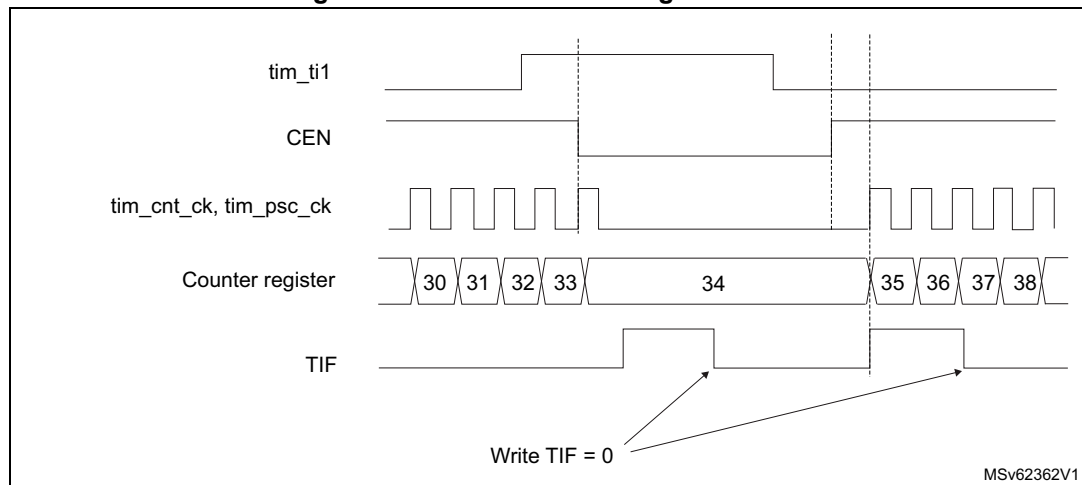 tim_ti1
CEN
tim_cnt_ck, tim_psc_ck
Counter register
30 31 32 33 34 35 36 37 38
TIF
Write TIF = 0
MSv62362V1